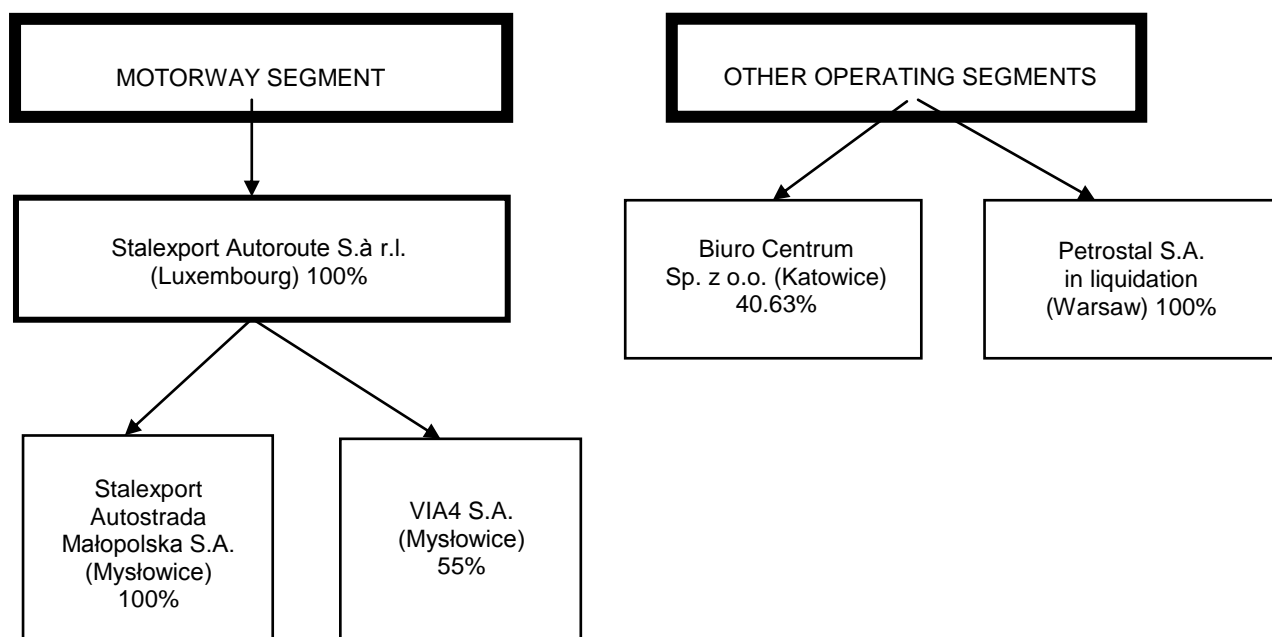 MOTORWAY SEGMENT
OTHER OPERATING SEGMENTS
Stalexport Autoroute S.à r.l.
(Luxembourg) 100%
Biuro Centrum
Sp. z o.o. (Katowice)
40.63%
Petrostal S.A.
in liquidation
(Warsaw) 100%
Stalexport
Autostrada
Małopolska S.A.
(Mysłowice)
100%
VIA4 S.A.
(Mysłowice)
55%